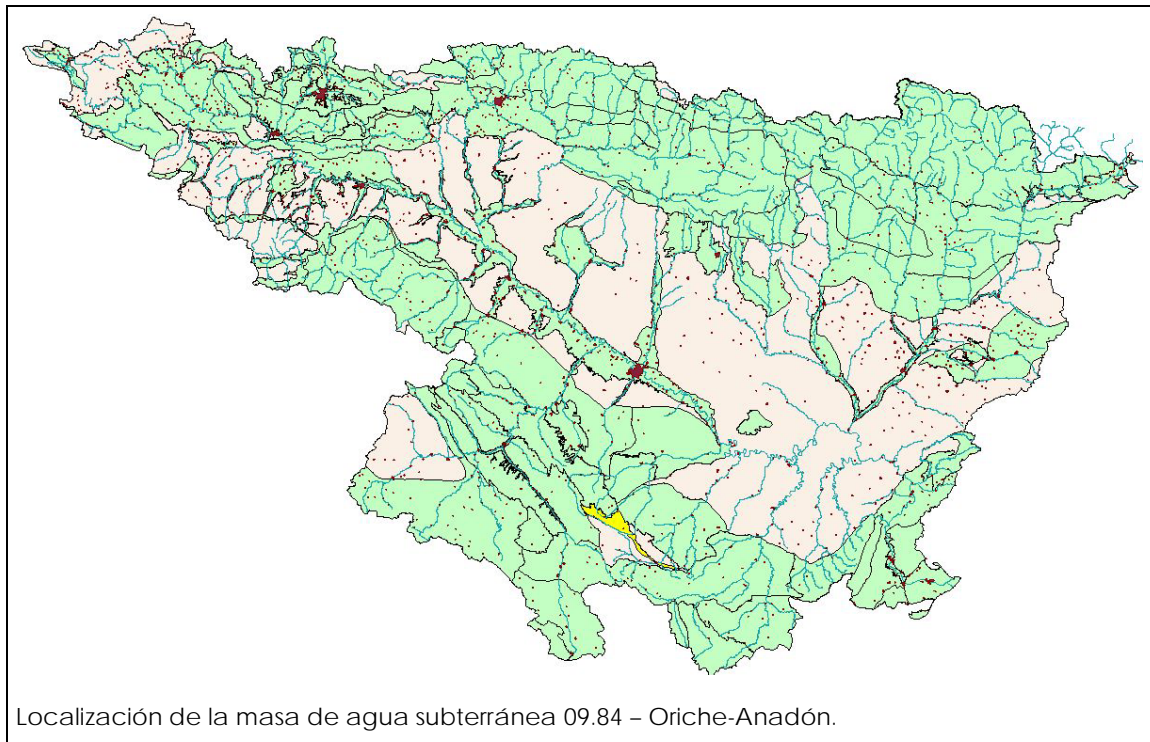 Localización de la masa de agua subterránea 09.84 – Oriche-Anadón.